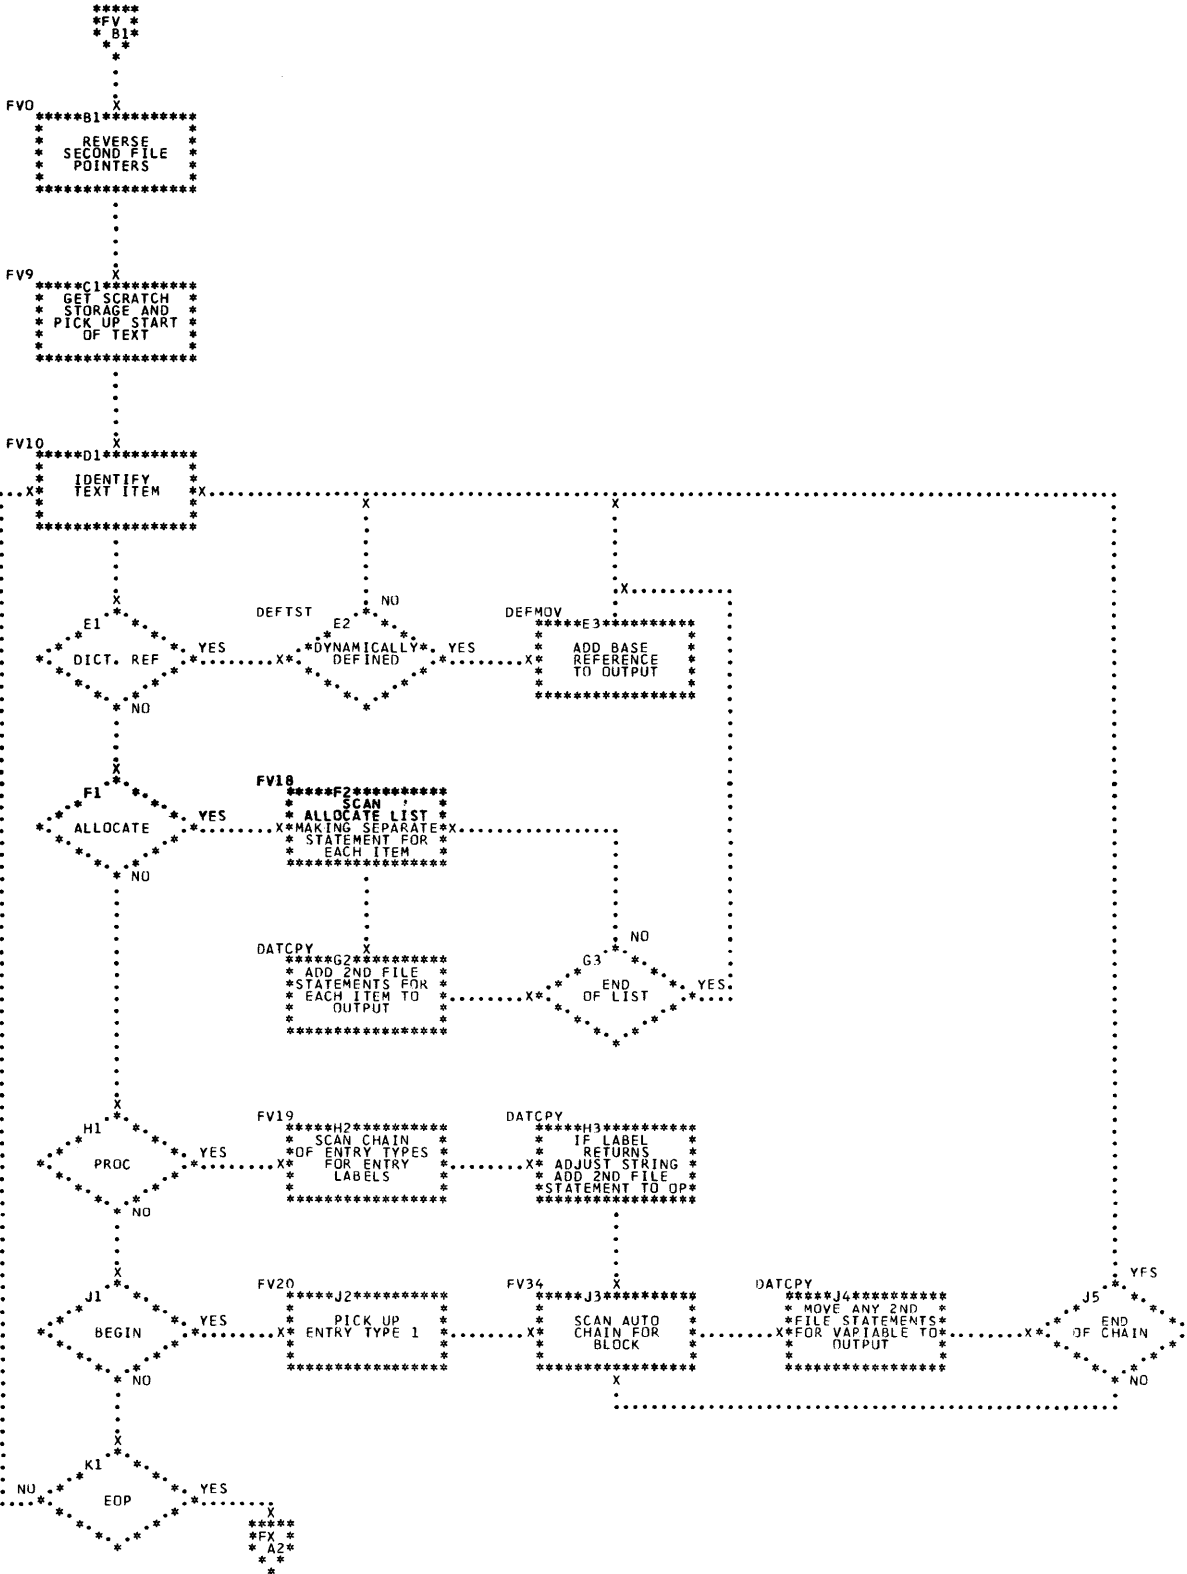 FV
B1
FV0
B1
REVERSE
SECOND FILE
POINTERS
FV9
C1
GET SCRATCH
STORAGE AND
PICK UP START
OF TEXT
FV10
D1
IDENTIFY
TEXT ITEM
E1
DICT. REF
YES
NO
DEFTST
E2
NO
DYNAMICALLY
DEFINED
YES
DEFMOV
E3
ADD BASE
REFERENCE
TO OUTPUT
F1
ALLOCATE
YES
NO
FV18
F2
SCAN
ALLOCATE LIST
MAKING SEPARATE
STATEMENT FOR
EACH ITEM
DATCPY
G2
ADD 2ND FILE
STATEMENTS FOR
EACH ITEM TO
OUTPUT
G3
NO
END
OF LIST
YES
H1
PROC
YES
NO
FV19
H2
SCAN CHAIN
OF ENTRY TYPES
FOR ENTRY
LABELS
DATCPY
H3
IF LABEL
RETURNS
ADJUST STRING
ADD 2ND FILE
STATEMENT TO OP
J1
BEGIN
YES
NO
FV20
J2
PICK UP
ENTRY TYPE 1
FV34
J3
SCAN AUTO
CHAIN FOR
BLOCK
DATCPY
J4
MOVE ANY 2ND
FILE STATEMENTS
FOR VARIABLE TO
OUTPUT
J5
YES
END
OF CHAIN
NO
K1
NO
EOP
YES
FX
A2